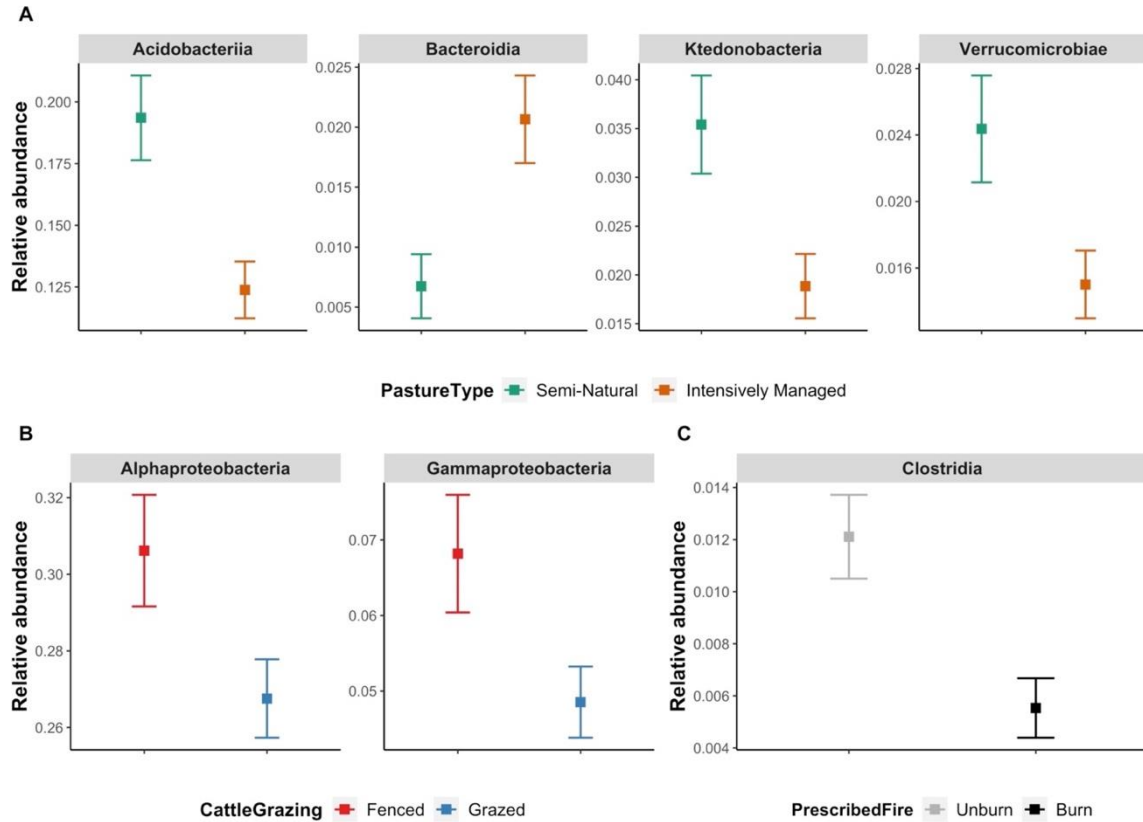 A
Acidobacteriia Bacteroidia Ktedonobacteria Verrucomicrobiae
Relative abundance
0.200
0.175
0.150
0.125
0.025
0.020
0.015
0.010
0.005
0.040
0.035
0.030
0.025
0.020
0.015
0.028
0.024
0.020
0.016
PastureType Semi-Natural Intensively Managed
B
Alphaproteobacteria Gammaproteobacteria
Relative abundance
0.32
0.30
0.28
0.26
0.07
0.06
0.05
CattleGrazing Fenced Grazed
C
Clostridia
Relative abundance
0.014
0.012
0.010
0.008
0.006
0.004
PrescribedFire Unburn Burn